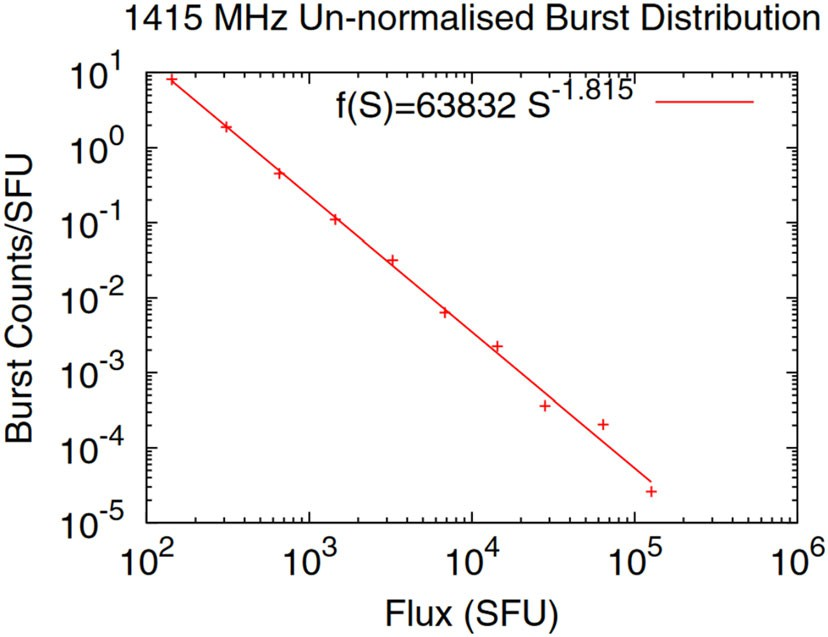 1415 MHz Un-normalised Burst Distribution
f(S)=63832 S^-1.815
Burst Counts/SFU
10^1
10^0
10^-1
10^-2
10^-3
10^-4
10^-5
10^2 10^3 10^4 10^5 10^6
Flux (SFU)